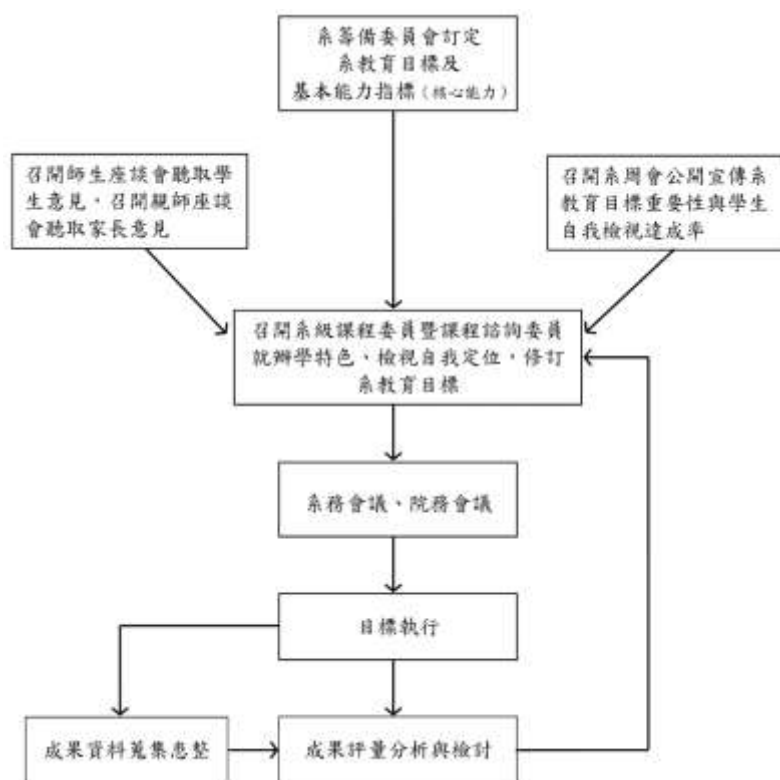 系籌備委員會訂定
系教育目標及
基本能力指標(核心能力)
召開師生座談會聽取學
生意見，召開親師座談
會聽取家長意見
召開系周會公開宣傳系
教育目標重要性與學生
自我檢視達成率
召開系級課程委員暨課程諮詢委員
就辦學特色、檢視自我定位，修訂
系教育目標
系務會議、院務會議
目標執行
成果資料蒐集彙整
成果評量分析與檢討